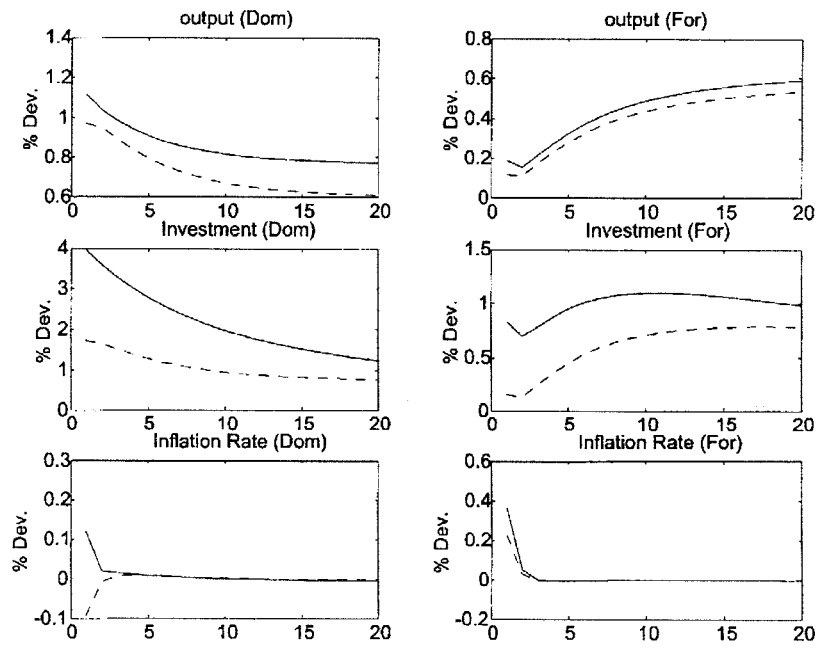 output (Dom)
% Dev.
1.4
1.2
1
0.8
0.6
0 5 10 15 20
output (For)
% Dev.
0.8
0.6
0.4
0.2
0
0 5 10 15 20
Investment (Dom)
% Dev.
4
3
2
1
0
0 5 10 15 20
Investment (For)
% Dev.
1.5
1
0.5
0
0 5 10 15 20
Inflation Rate (Dom)
% Dev.
0.3
0.2
0.1
0
-0.1
0 5 10 15 20
Inflation Rate (For)
% Dev.
0.6
0.4
0.2
0
-0.2
0 5 10 15 20